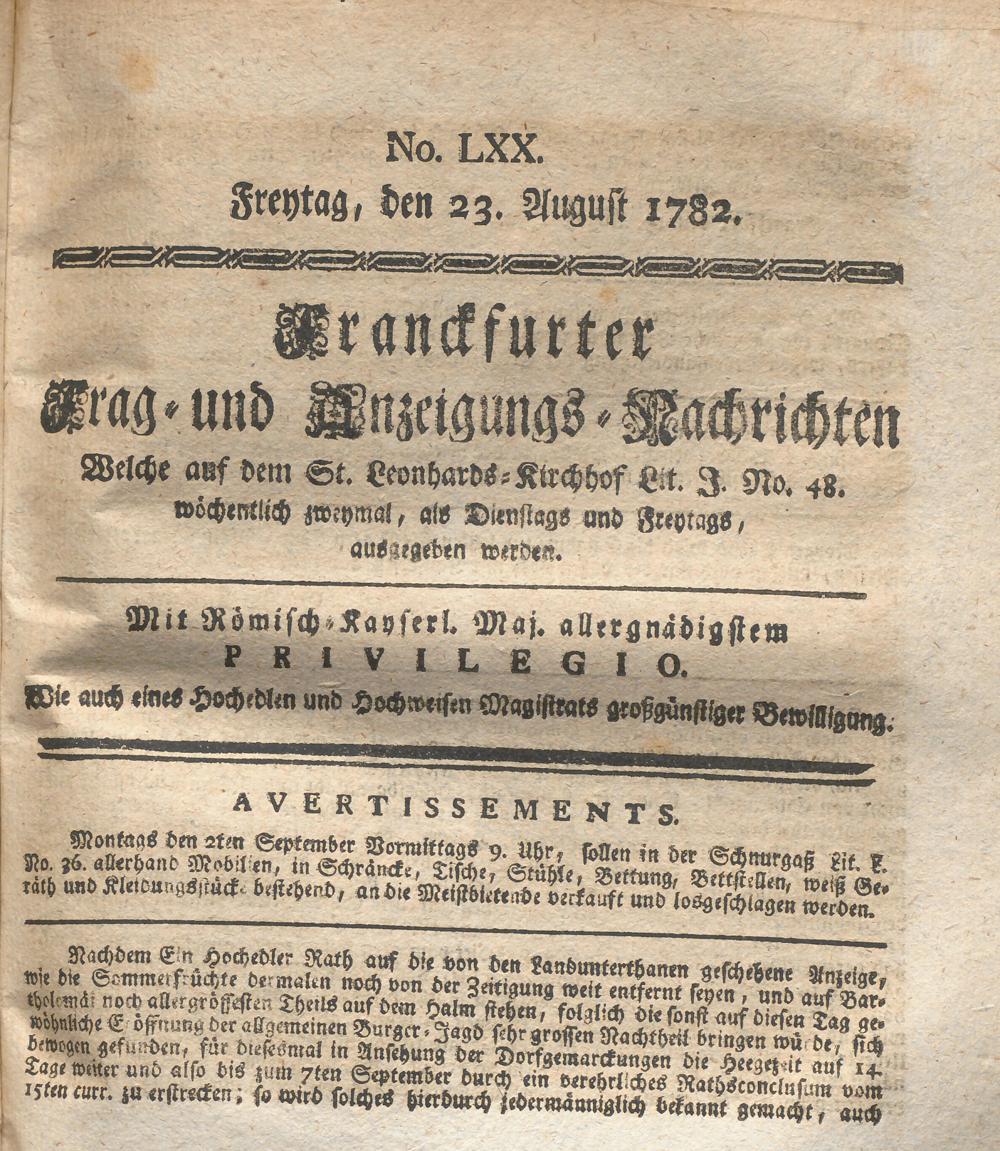 No. LXX.
Freytag, den 23. August 1782.
Franckfurter
Frag- und Anzeigungs-Nachrichten
Welche auf dem St. Leonhards-Kirchhof Lit. J. No. 48.
wöchentlich zweymal, als Dienstags und Freytags,
ausgegeben werden.
Mit Römisch-Kayserl. Maj. allergnädigstem
PRIVILEGIO.
Wie auch eines Hochedlen und Hochweisen Magistrats großgünstiger Bewilligung.
AVERTISSEMENTS.
Montags den 2ten September Vormittags 9. Uhr, sollen in der Schnurgaß Lit.
No. 36. allerhand Mobilien, in Schräncke, Tische, Stühle, Bettung, Bettstellen, weiß Ge-
räth und Kleidungsstücke bestehend, an die Meistbietende verkauft und losgeschlagen werden.
Nachdem Ein Hochedler Rath auf die von den Landunterthanen geschehene Anzeige,
wie die Sommerfrüchte dermalen noch von der Zeitigung weit entfernt seyen, und auf Bar-
tholomäi noch allergrössesten Theils auf dem Halm stehen, folglich die sonst auf diesen Tag ge-
wöhnliche Eröffnung der allgemeinen Burger-Jagd sehr grossen Nachtheil bringen würde, sich
bewogen gefunden, für diesesmal in Ansehung der Dorfgemarckungen die Heegezeit auf 14.
Tage weiter und also bis zum 7ten September durch ein verehrliches Rathsconclusum vom
15ten curr. zu erstrecken; so wird solches hierdurch jedermänniglich bekannt gemacht, auch